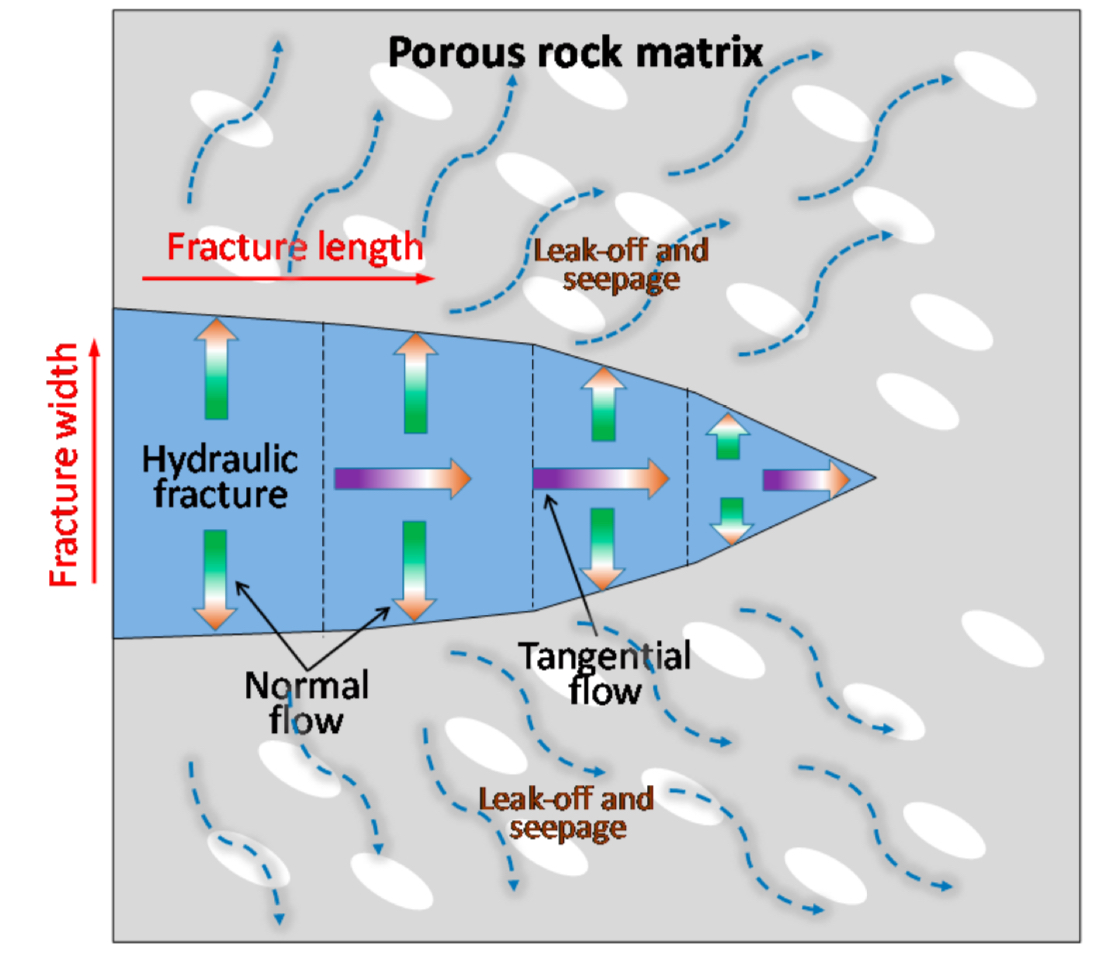 Porous rock matrix
Fracture length
Leak-off and
seepage
Fracture width
Hydraulic
fracture
Tangential
flow
Normal
flow
Leak-off and
seepage